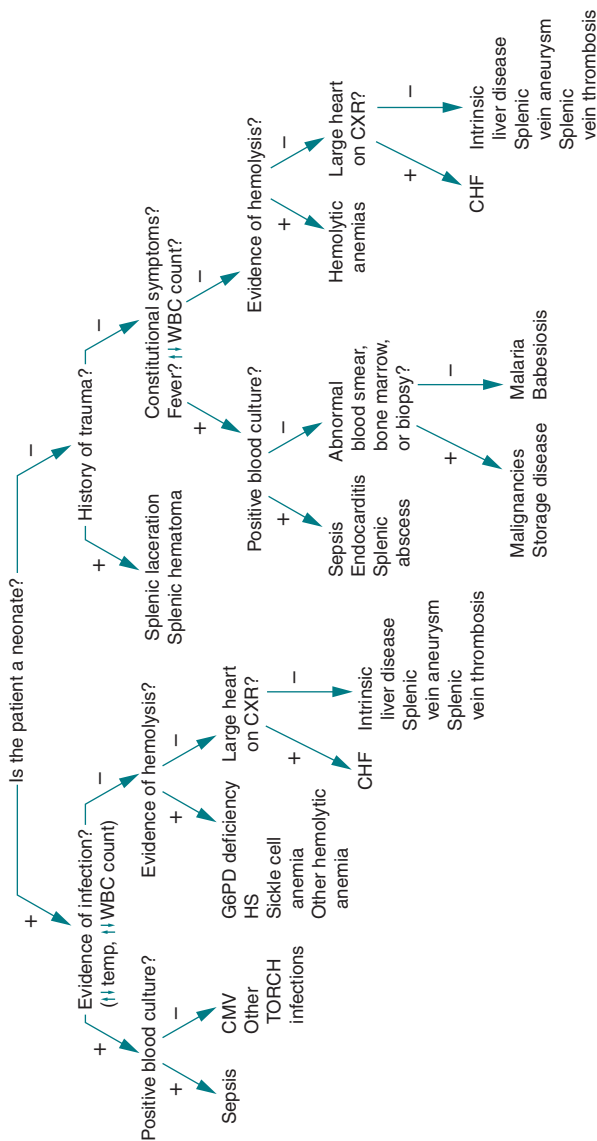 Is the patient a neonate?
+
−
Evidence of infection?
(↑↓ temp, ↑↓ WBC count)
+
−
Positive blood culture?
+
−
Sepsis
CMV
Other
TORCH
infections
Evidence of hemolysis?
+
−
G6PD deficiency
HS
Sickle cell
anemia
Other hemolytic
anemia
Large heart
on CXR?
+
−
CHF
Intrinsic
liver disease
Splenic
vein aneurysm
Splenic
vein thrombosis
History of trauma?
+
−
Splenic laceration
Splenic hematoma
Constitutional symptoms?
Fever? ↑↓ WBC count?
+
−
Positive blood culture?
+
−
Sepsis
Endocarditis
Splenic
abscess
Abnormal
blood smear,
bone marrow,
or biopsy?
+
−
Malignancies
Storage disease
Malaria
Babesiosis
Evidence of hemolysis?
+
−
Hemolytic
anemias
Large heart
on CXR?
+
−
CHF
Intrinsic
liver disease
Splenic
vein aneurysm
Splenic
vein thrombosis